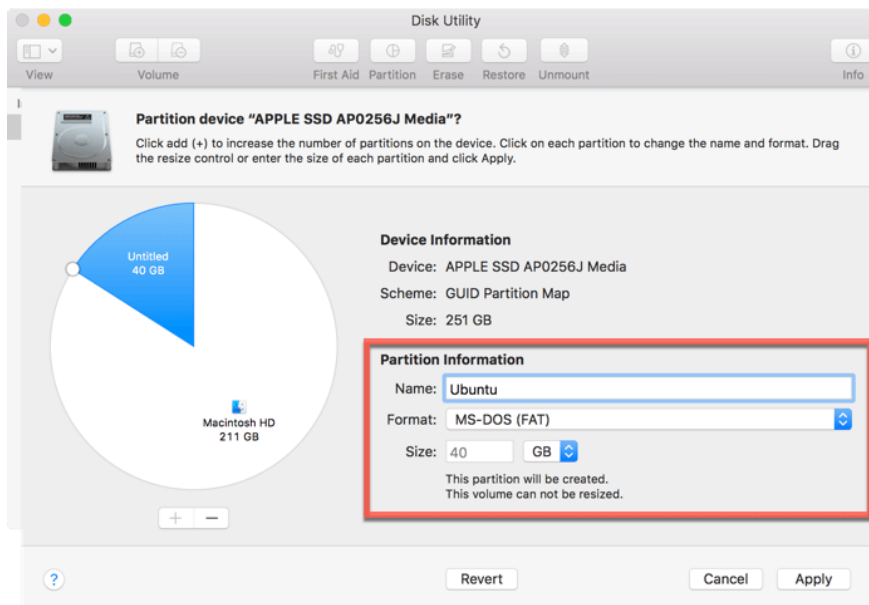 Disk Utility
View
Volume
First Aid
Partition
Erase
Restore
Unmount
Info
Partition device “APPLE SSD AP0256J Media”?
Click add (+) to increase the number of partitions on the device. Click on each partition to change the name and format. Drag
the resize control or enter the size of each partition and click Apply.
Untitled
40 GB
Macintosh HD
211 GB
Device Information
Device: APPLE SSD AP0256J Media
Scheme: GUID Partition Map
Size: 251 GB
Partition Information
Name: Ubuntu
Format: MS-DOS (FAT)
Size: 40 GB
This partition will be created.
This volume can not be resized.
?
Revert
Cancel
Apply